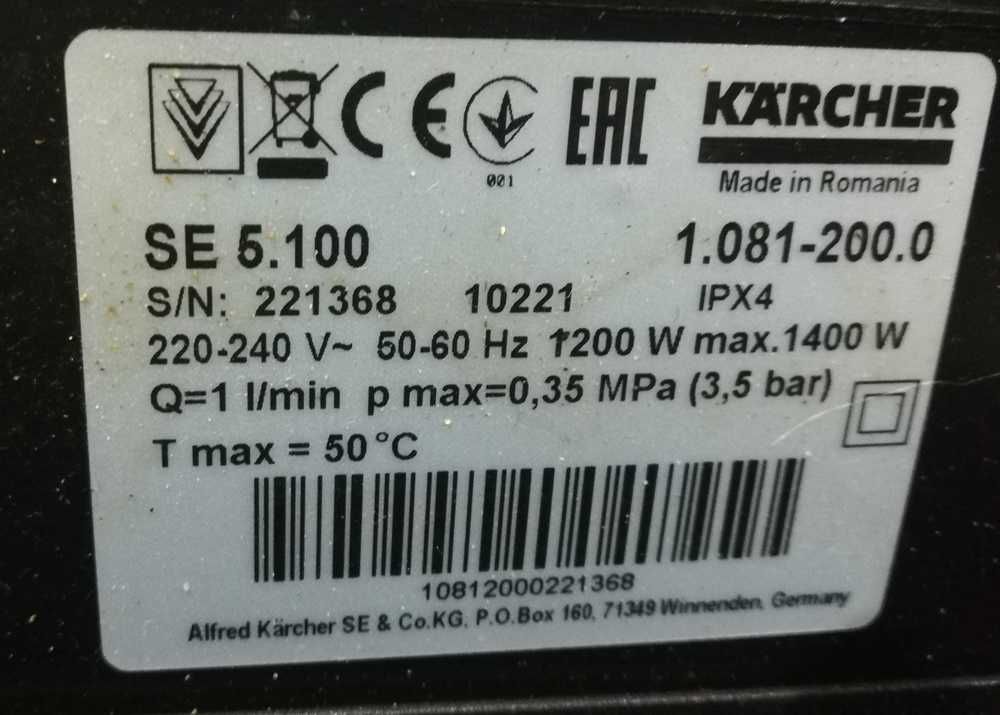 CE
001
EAC
KÄRCHER
Made in Romania
SE 5.100 1.081-200.0
S/N: 221368 10221 IPX4
220-240 V~ 50-60 Hz 1200 W max.1400 W
Q=1 l/min p max=0,35 MPa (3,5 bar)
T max = 50°C
10812000221368
Alfred Kärcher SE & Co.KG, P.O.Box 160, 71349 Winnenden, Germany